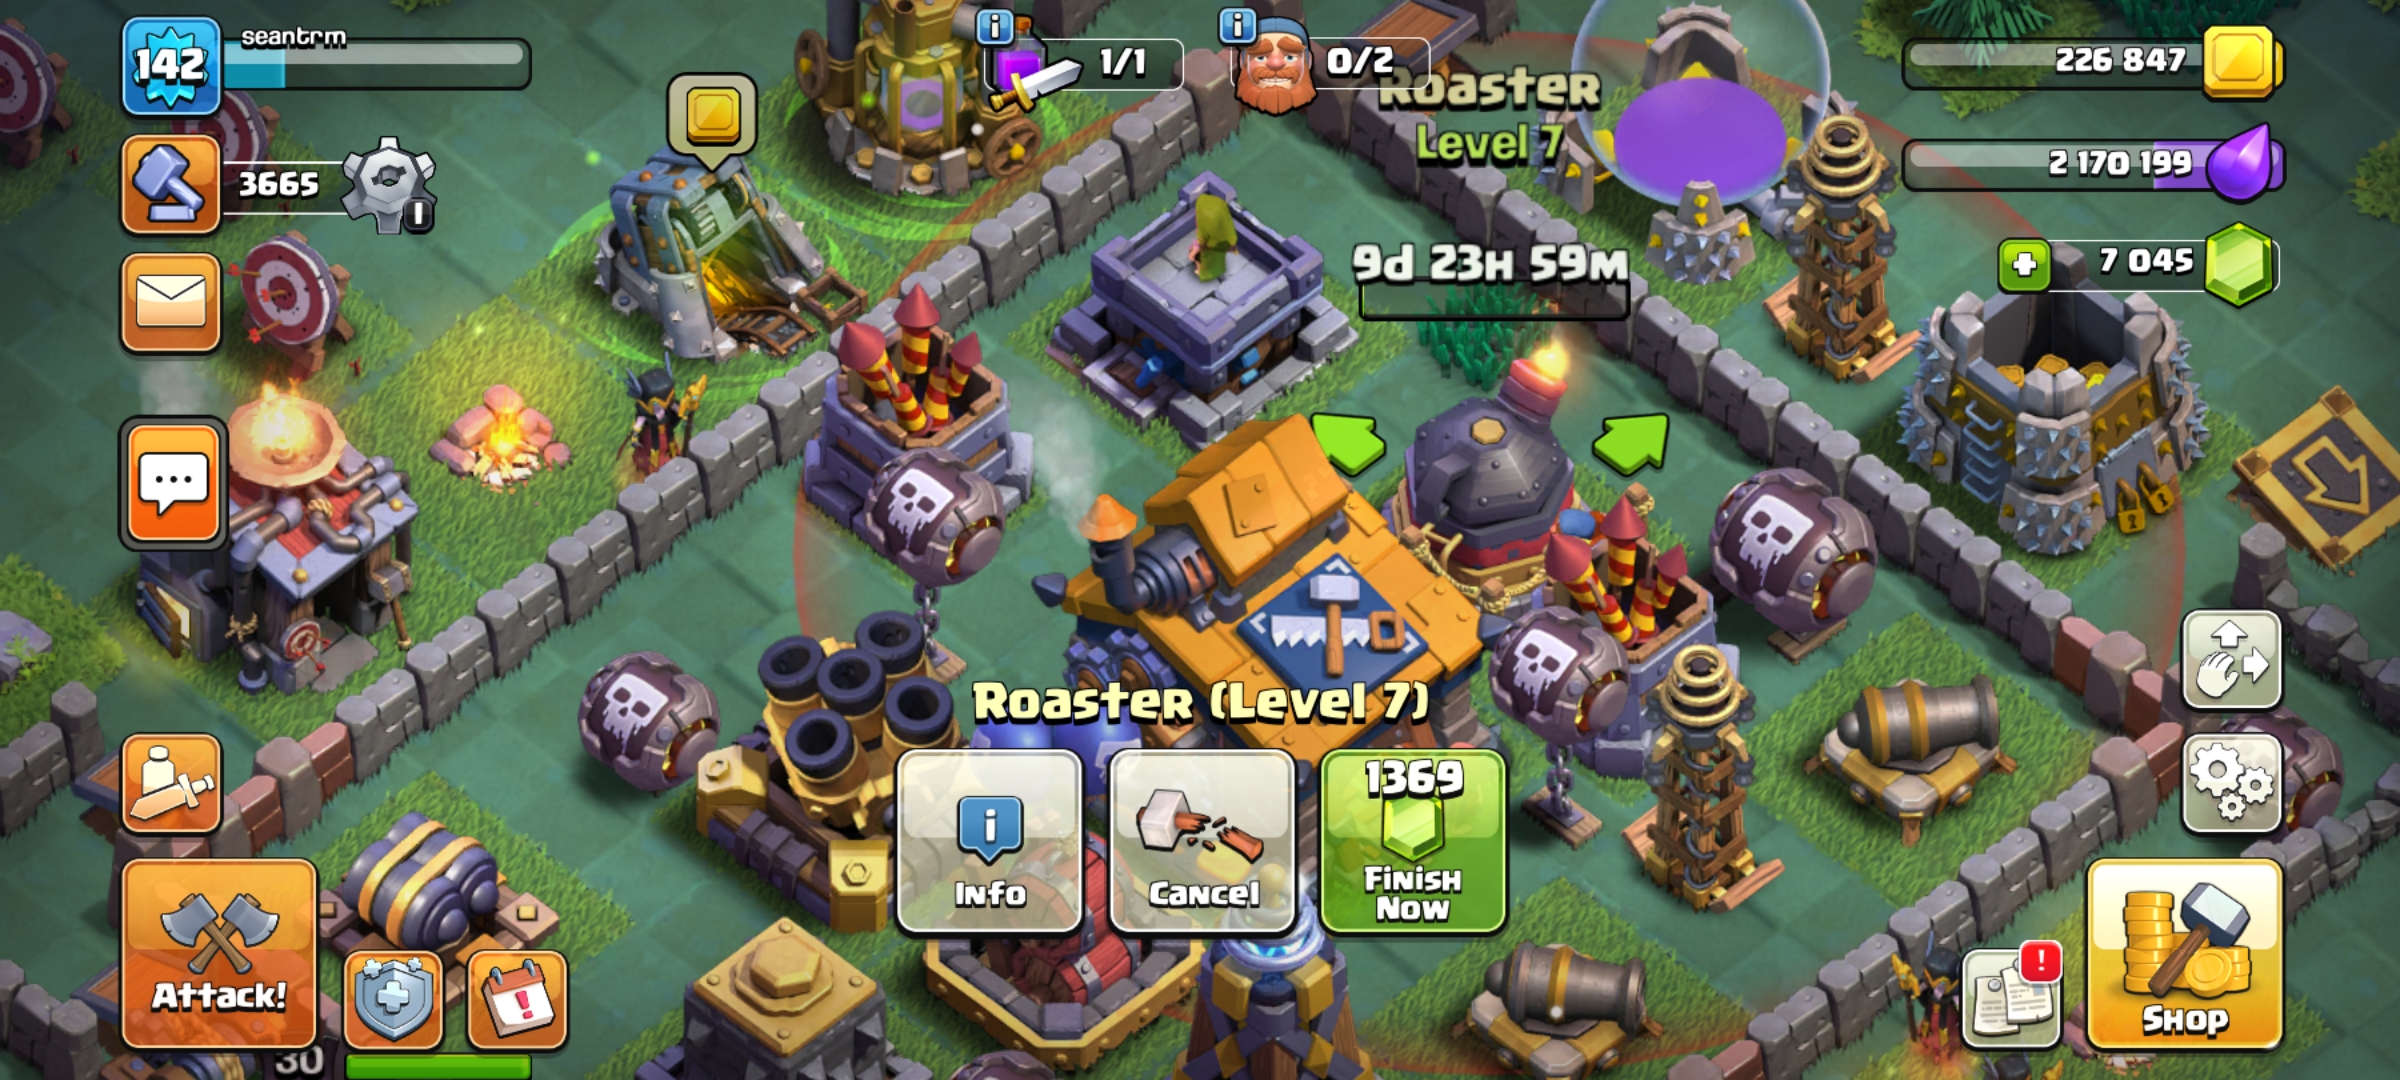 142
seantrm
1/1
0/2
226 847
Roaster
Level 7
2 170 199
3665
I
9d 23H 59M
7 045
Roaster (Level 7)
1369
Info
Cancel
Finish
Now
Attack!
Shop
30